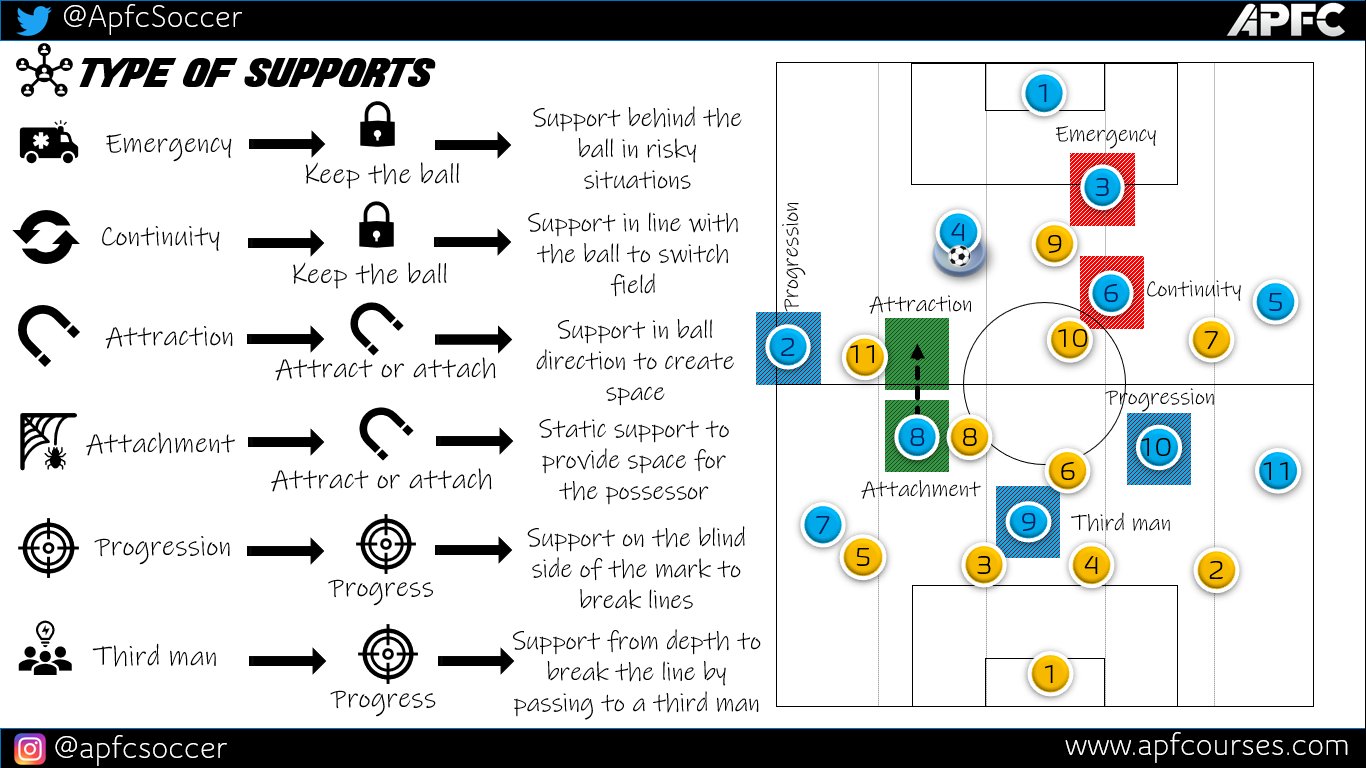 @ApfcSoccer
APFC
TYPE OF SUPPORTS
Emergency
Keep the ball
Support behind the
ball in risky
situations
Continuity
Keep the ball
Support in line with
the ball to switch
field
Attraction
Attract or attach
Support in ball
direction to create
space
Attachment
Attract or attach
Static support to
provide space for
the possessor
Progression
Progress
Support on the blind
side of the mark to
break lines
Third man
Progress
Support from depth to
break the line by
passing to a third man
1
Emergency
3
4
9
Progression
6
Continuity
5
Attraction
2
11
10
7
Progression
8
8
10
6
11
Attachment
7
9
Third man
5
3
4
2
1
@apfcsoccer
www.apfcourses.com